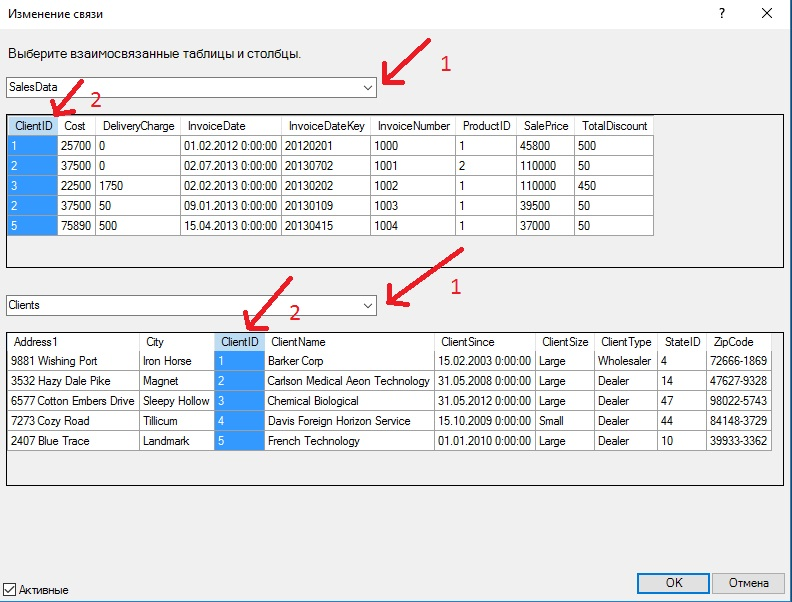 Изменение связи ? ×
Выберите взаимосвязанные таблицы и столбцы.
1
SalesData
2
ClientID Cost DeliveryCharge InvoiceDate InvoiceDateKey InvoiceNumber ProductID SalePrice TotalDiscount
1 25700 0 01.02.2012 0:00:00 20120201 1000 1 45800 500
2 37500 0 02.07.2013 0:00:00 20130702 1001 2 110000 50
3 22500 1750 02.02.2013 0:00:00 20130202 1002 1 110000 450
2 37500 50 09.01.2013 0:00:00 20130109 1003 1 39500 50
5 75890 500 15.04.2013 0:00:00 20130415 1004 1 37000 50
1
2
Clients
Address1 City ClientID ClientName ClientSince ClientSize ClientType StateID ZipCode
9881 Wishing Port Iron Horse 1 Barker Corp 15.02.2003 0:00:00 Large Wholesaler 4 72666-1869
3532 Hazy Dale Pike Magnet 2 Carlson Medical Aeon Technology 31.05.2008 0:00:00 Large Dealer 14 47627-9328
6577 Cotton Embers Drive Sleepy Hollow 3 Chemical Biological 31.05.2012 0:00:00 Large Dealer 47 98022-5743
7273 Cozy Road Tillicum 4 Davis Foreign Horizon Service 15.10.2009 0:00:00 Small Dealer 44 84148-3729
2407 Blue Trace Landmark 5 French Technology 01.01.2010 0:00:00 Large Dealer 10 39933-3362
OK Отмена
Активные